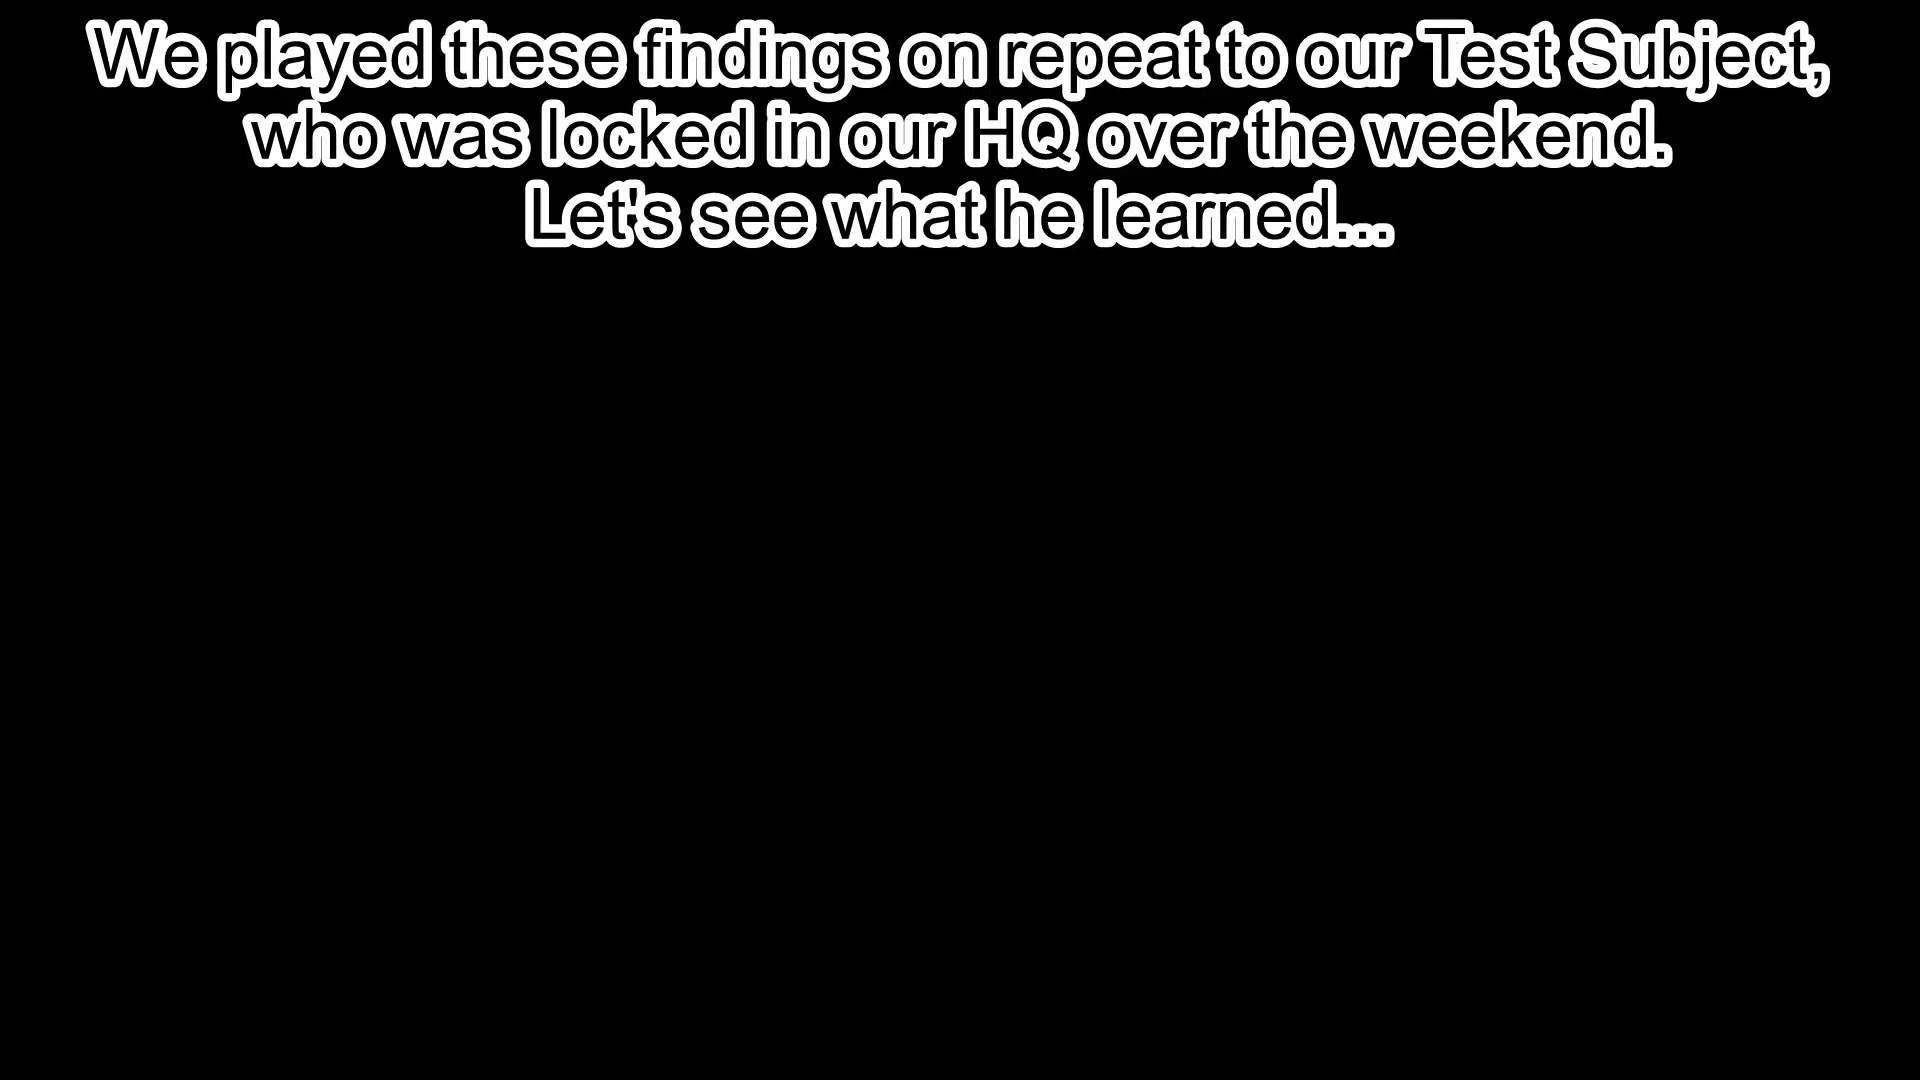 We played these findings on repeat to our Test Subject,
who was locked in our HQ over the weekend.
Let's see what he learned...